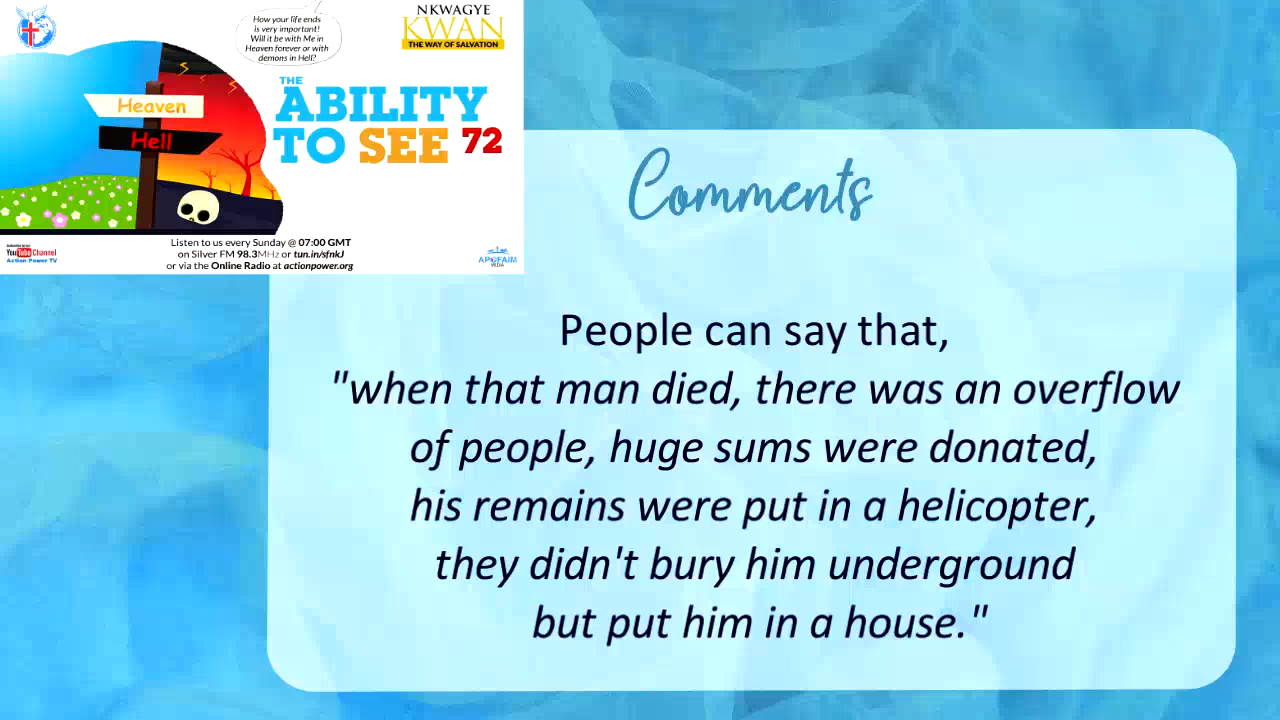 How your life ends
is very important!
Will it be with Me in
Heaven forever or with
demons in Hell?
NKWAGYE
KWAN
THE WAY OF SALVATION
Heaven
Hell
THE
ABILITY
TO SEE 72
Listen to us every Sunday @ 07:00 GMT
on Silver FM 98.3MHz or tun.in/sfnkJ
or via the Online Radio at actionpower.org
YouTube Channel
Action Power TV
APOFAIM
Comments
People can say that,
"when that man died, there was an overflow
of people, huge sums were donated,
his remains were put in a helicopter,
they didn't bury him underground
but put him in a house."